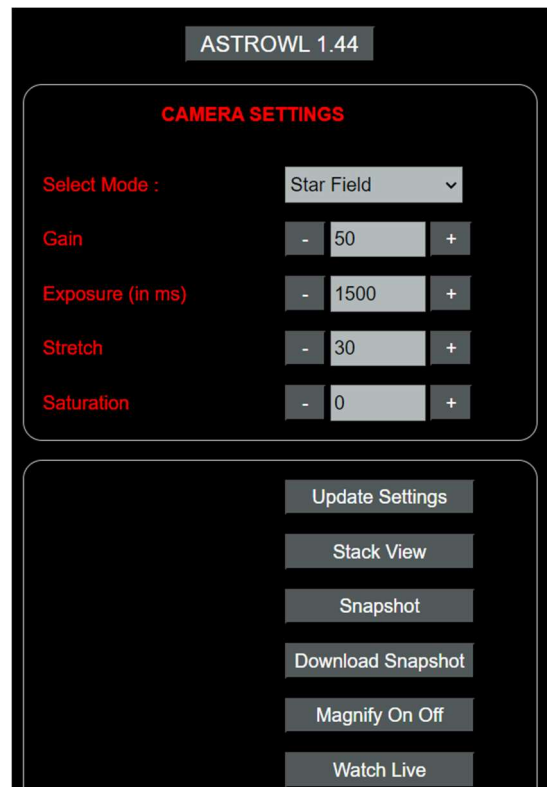 ASTROWL 1.44
CAMERA SETTINGS
Select Mode : Star Field
Gain - 50 +
Exposure (in ms) - 1500 +
Stretch - 30 +
Saturation - 0 +
Update Settings
Stack View
Snapshot
Download Snapshot
Magnify On Off
Watch Live